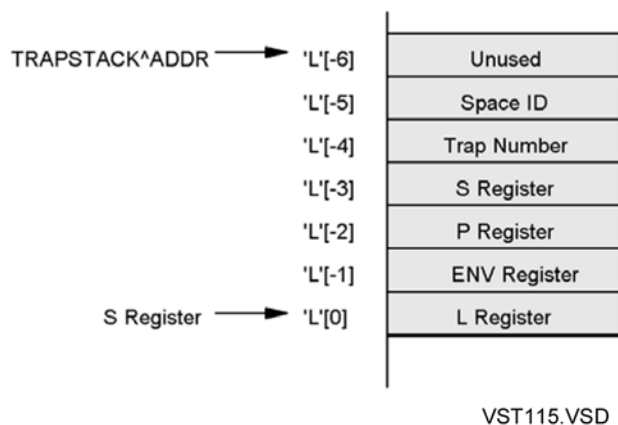 TRAPSTACK^ADDR 'L'[-6] Unused
'L'[-5] Space ID
'L'[-4] Trap Number
'L'[-3] S Register
'L'[-2] P Register
'L'[-1] ENV Register
S Register 'L'[0] L Register
VST115.VSD